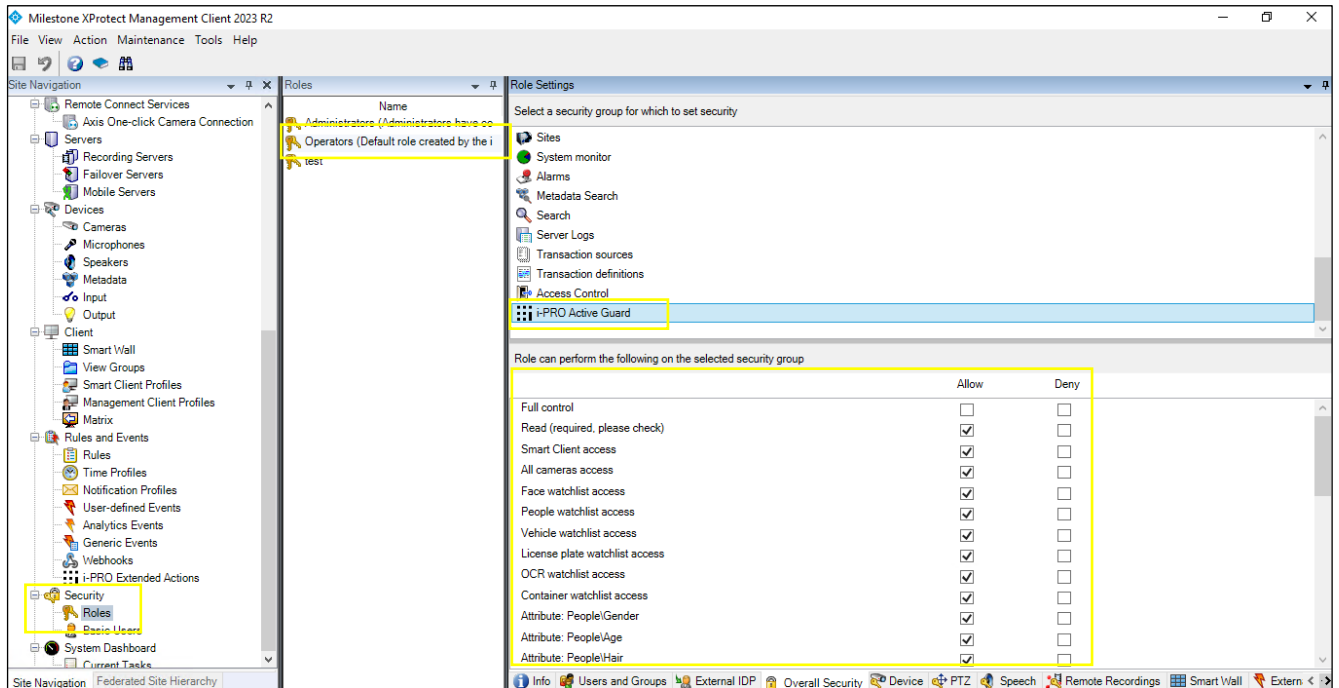 Milestone XProtect Management Client 2023 R2
File View Action Maintenance Tools Help
Site Navigation
Remote Connect Services
Axis One-click Camera Connection
Servers
Recording Servers
Failover Servers
Mobile Servers
Devices
Cameras
Microphones
Speakers
Metadata
Input
Output
Client
Smart Wall
View Groups
Smart Client Profiles
Management Client Profiles
Matrix
Rules and Events
Rules
Time Profiles
Notification Profiles
User-defined Events
Analytics Events
Generic Events
Webhooks
i-PRO Extended Actions
Security
Roles
Basic Users
System Dashboard
Current Tasks
Site Navigation Federated Site Hierarchy
Roles
Name
Administrators (Administrators have co
Operators (Default role created by the i
test
Role Settings
Select a security group for which to set security
Sites
System monitor
Alarms
Metadata Search
Search
Server Logs
Transaction sources
Transaction definitions
Access Control
i-PRO Active Guard
Role can perform the following on the selected security group
Allow Deny
Full control
Read (required, please check)
Smart Client access
All cameras access
Face watchlist access
People watchlist access
Vehicle watchlist access
License plate watchlist access
OCR watchlist access
Container watchlist access
Attribute: People\Gender
Attribute: People\Age
Attribute: People\Hair
Info Users and Groups External IDP Overall Security Device PTZ Speech Remote Recordings Smart Wall Extern